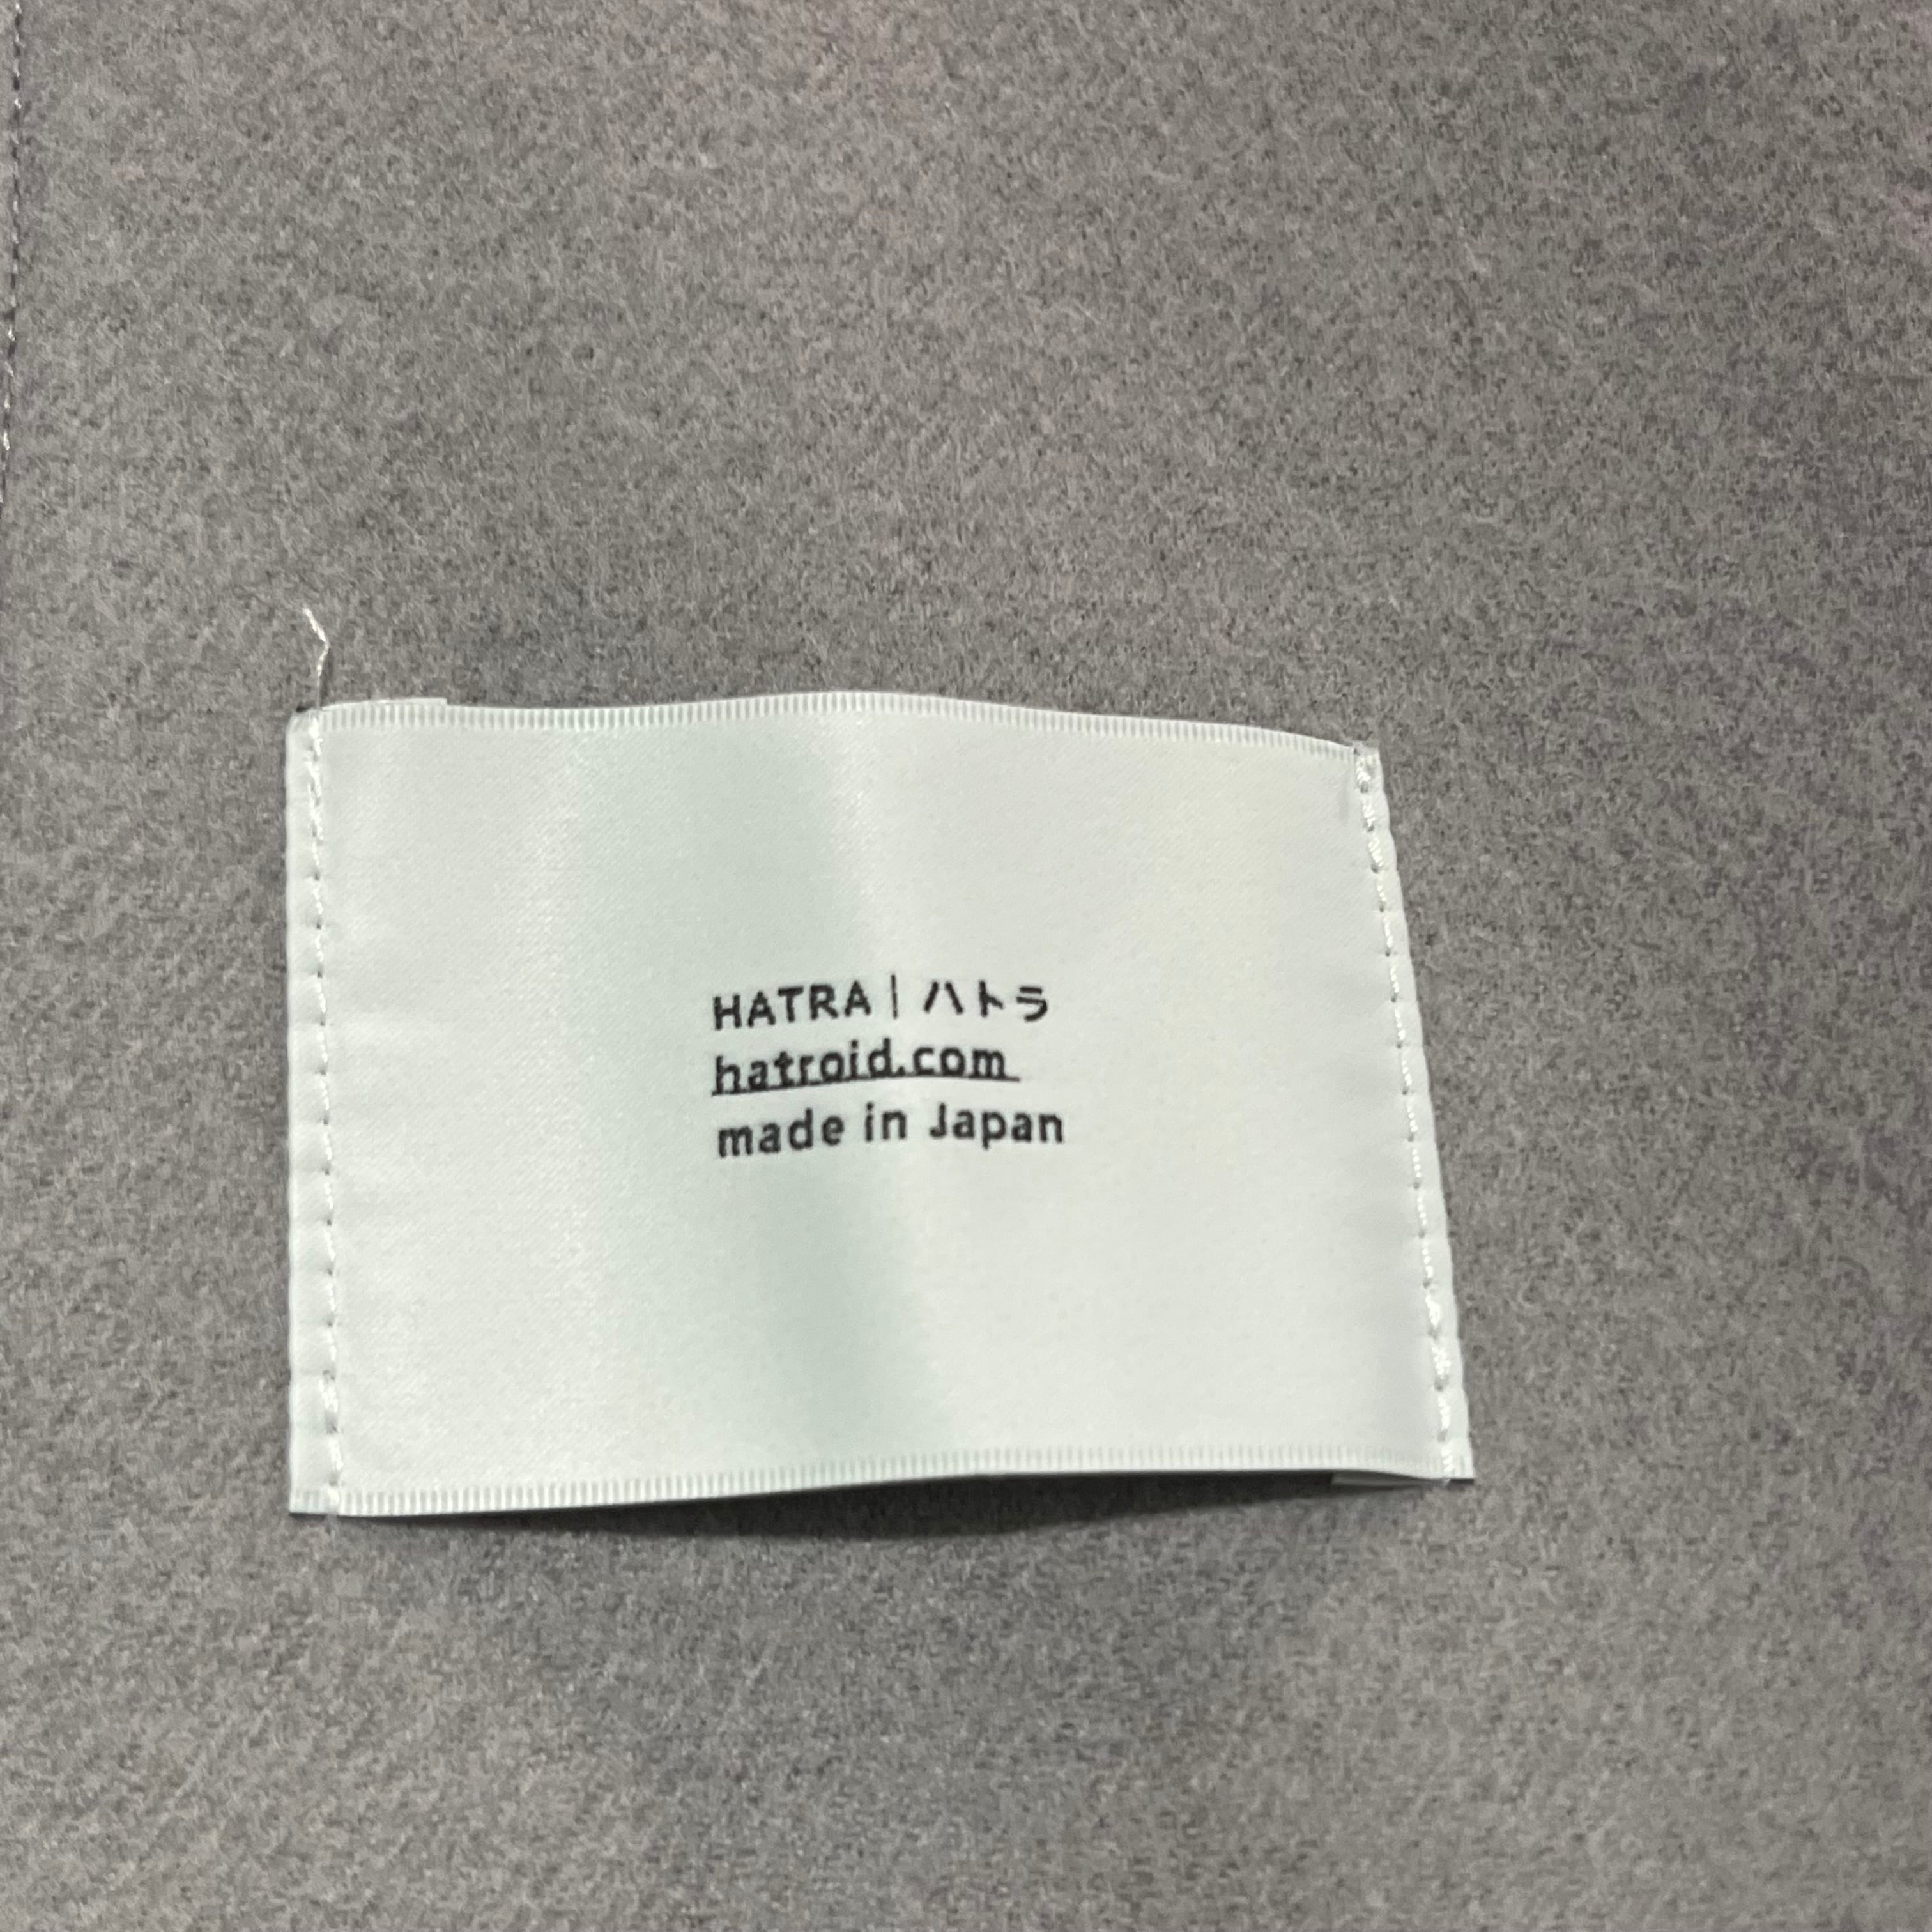 HATRA | ハトラ
hatroid.com
made in Japan